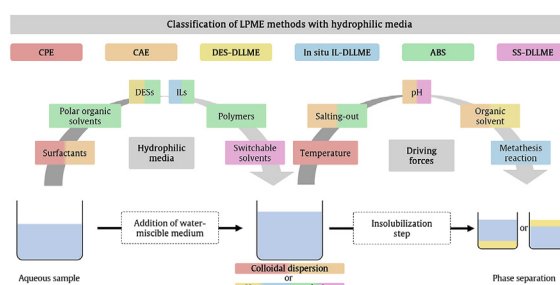 Classification of LPME methods with hydrophilic media
CPE
CAE
DES-DLLME
In situ IL-DLLME
ABS
SS-DLLME
DESs
ILs
pH
Polar organic
solvents
Polymers
Salting-out
Organic
solvent
Surfactants
Hydrophilic
media
Switchable
solvents
Temperature
Driving
forces
Metathesis
reaction
Addition of water-
miscible medium
Insolubilization
step
or
Aqueous sample
Colloidal dispersion
or
Phase separation